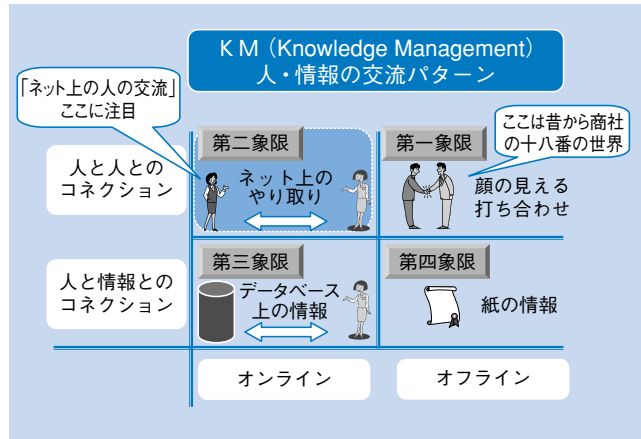 ＫＭ（Knowledge Management）
人・情報の交流パターン
「ネット上の人の交流」
ここに注目
ここは昔から商社
の十八番の世界
人と人との
コネクション
第二象限
ネット上の
やり取り
第一象限
顔の見える
打ち合わせ
人と情報との
コネクション
第三象限
データベース
上の情報
第四象限
紙の情報
オンライン
オフライン